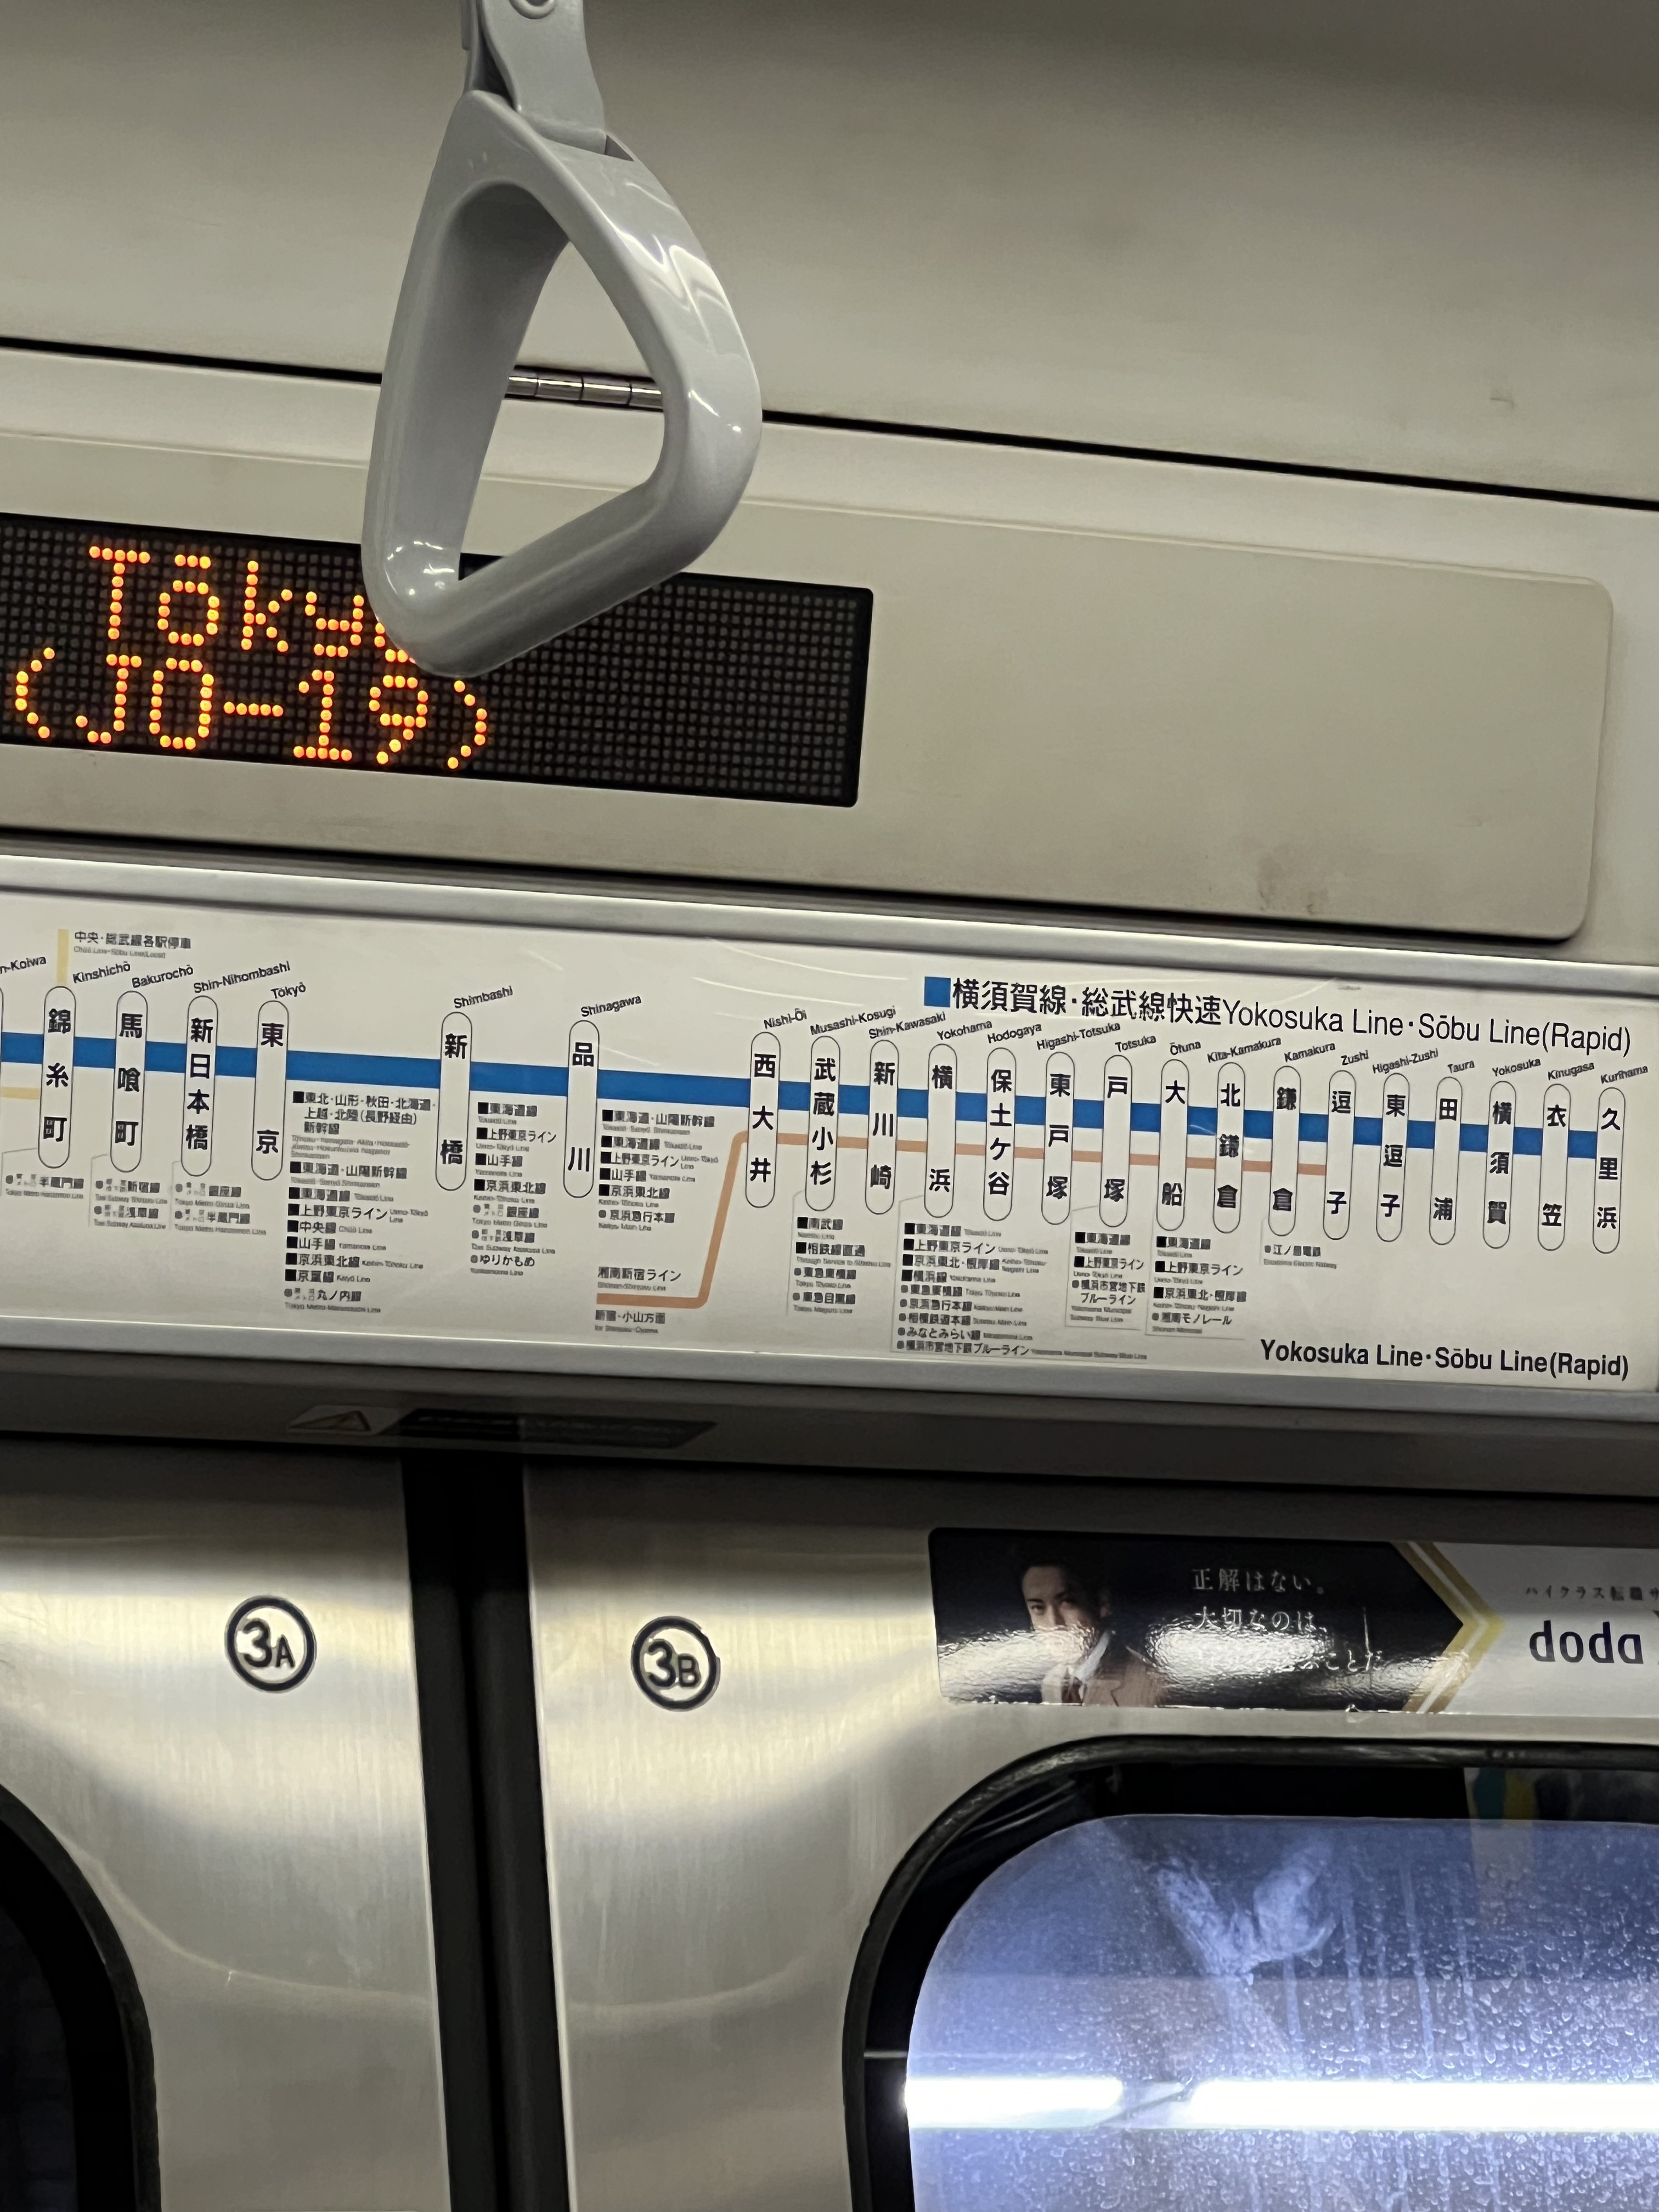 Tōky
(JO-19)
中央・総武線各駅停車
Chūō Line・Sōbu Line(Local)
横須賀線・総武線快速Yokosuka Line・Sōbu Line(Rapid)
n-Koiwa
Kinshichō
錦糸町
Bakurochō
馬喰町
Shin-Nihombashi
新日本橋
Tōkyō
東京
Shimbashi
新橋
Shinagawa
品川
Nishi-Ōi
西大井
Musashi-Kosugi
武蔵小杉
Shin-Kawasaki
新川崎
Yokohama
横浜
Hodogaya
保土ケ谷
Higashi-Totsuka
東戸塚
Totsuka
戸塚
Ōfuna
大船
Kita-Kamakura
北鎌倉
Kamakura
鎌倉
Zushi
逗子
Higashi-Zushi
東逗子
Taura
田浦
Yokosuka
横須賀
Kinugasa
衣笠
Kurihama
久里浜
半蔵門線
新宿線
浅草線
銀座線
半蔵門線
東北・山形・秋田・北海道・
上越・北陸(長野経由)
新幹線
東海道・山陽新幹線
東海道線
上野東京ライン
中央線
山手線
京浜東北線
京葉線
丸ノ内線
東海道線
上野東京ライン
山手線
京浜東北線
銀座線
浅草線
ゆりかもめ
東海道・山陽新幹線
東海道線
上野東京ライン
山手線
京浜東北線
京浜急行本線
湘南新宿ライン
新宿・小山方面
南武線
相鉄線直通
東急東横線
東急目黒線
東海道線
上野東京ライン
京浜東北・根岸線
横浜線
東急東横線
京浜急行本線
相模鉄道本線
みなとみらい線
横浜市営地下鉄ブルーライン
東海道線
上野東京ライン
横浜市営地下鉄
ブルーライン
東海道線
上野東京ライン
京浜東北・根岸線
湘南モノレール
江ノ島電鉄
Yokosuka Line・Sōbu Line(Rapid)
3A
3B
正解はない。
大切なのは、
ことだ
ハイクラス転職サ
doda